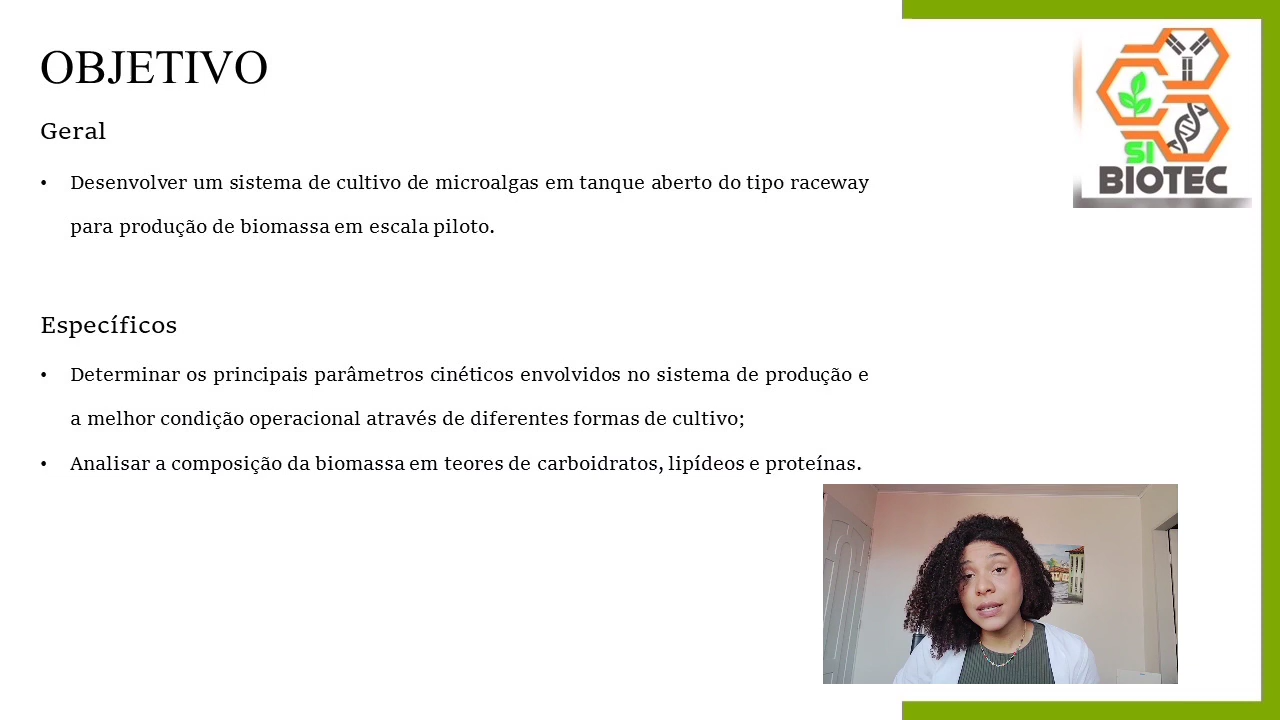 OBJETIVO
Geral
• Desenvolver um sistema de cultivo de microalgas em tanque aberto do tipo raceway
para produção de biomassa em escala piloto.
Específicos
• Determinar os principais parâmetros cinéticos envolvidos no sistema de produção e
a melhor condição operacional através de diferentes formas de cultivo;
• Analisar a composição da biomassa em teores de carboidratos, lipídeos e proteínas.
SI
BIOTEC